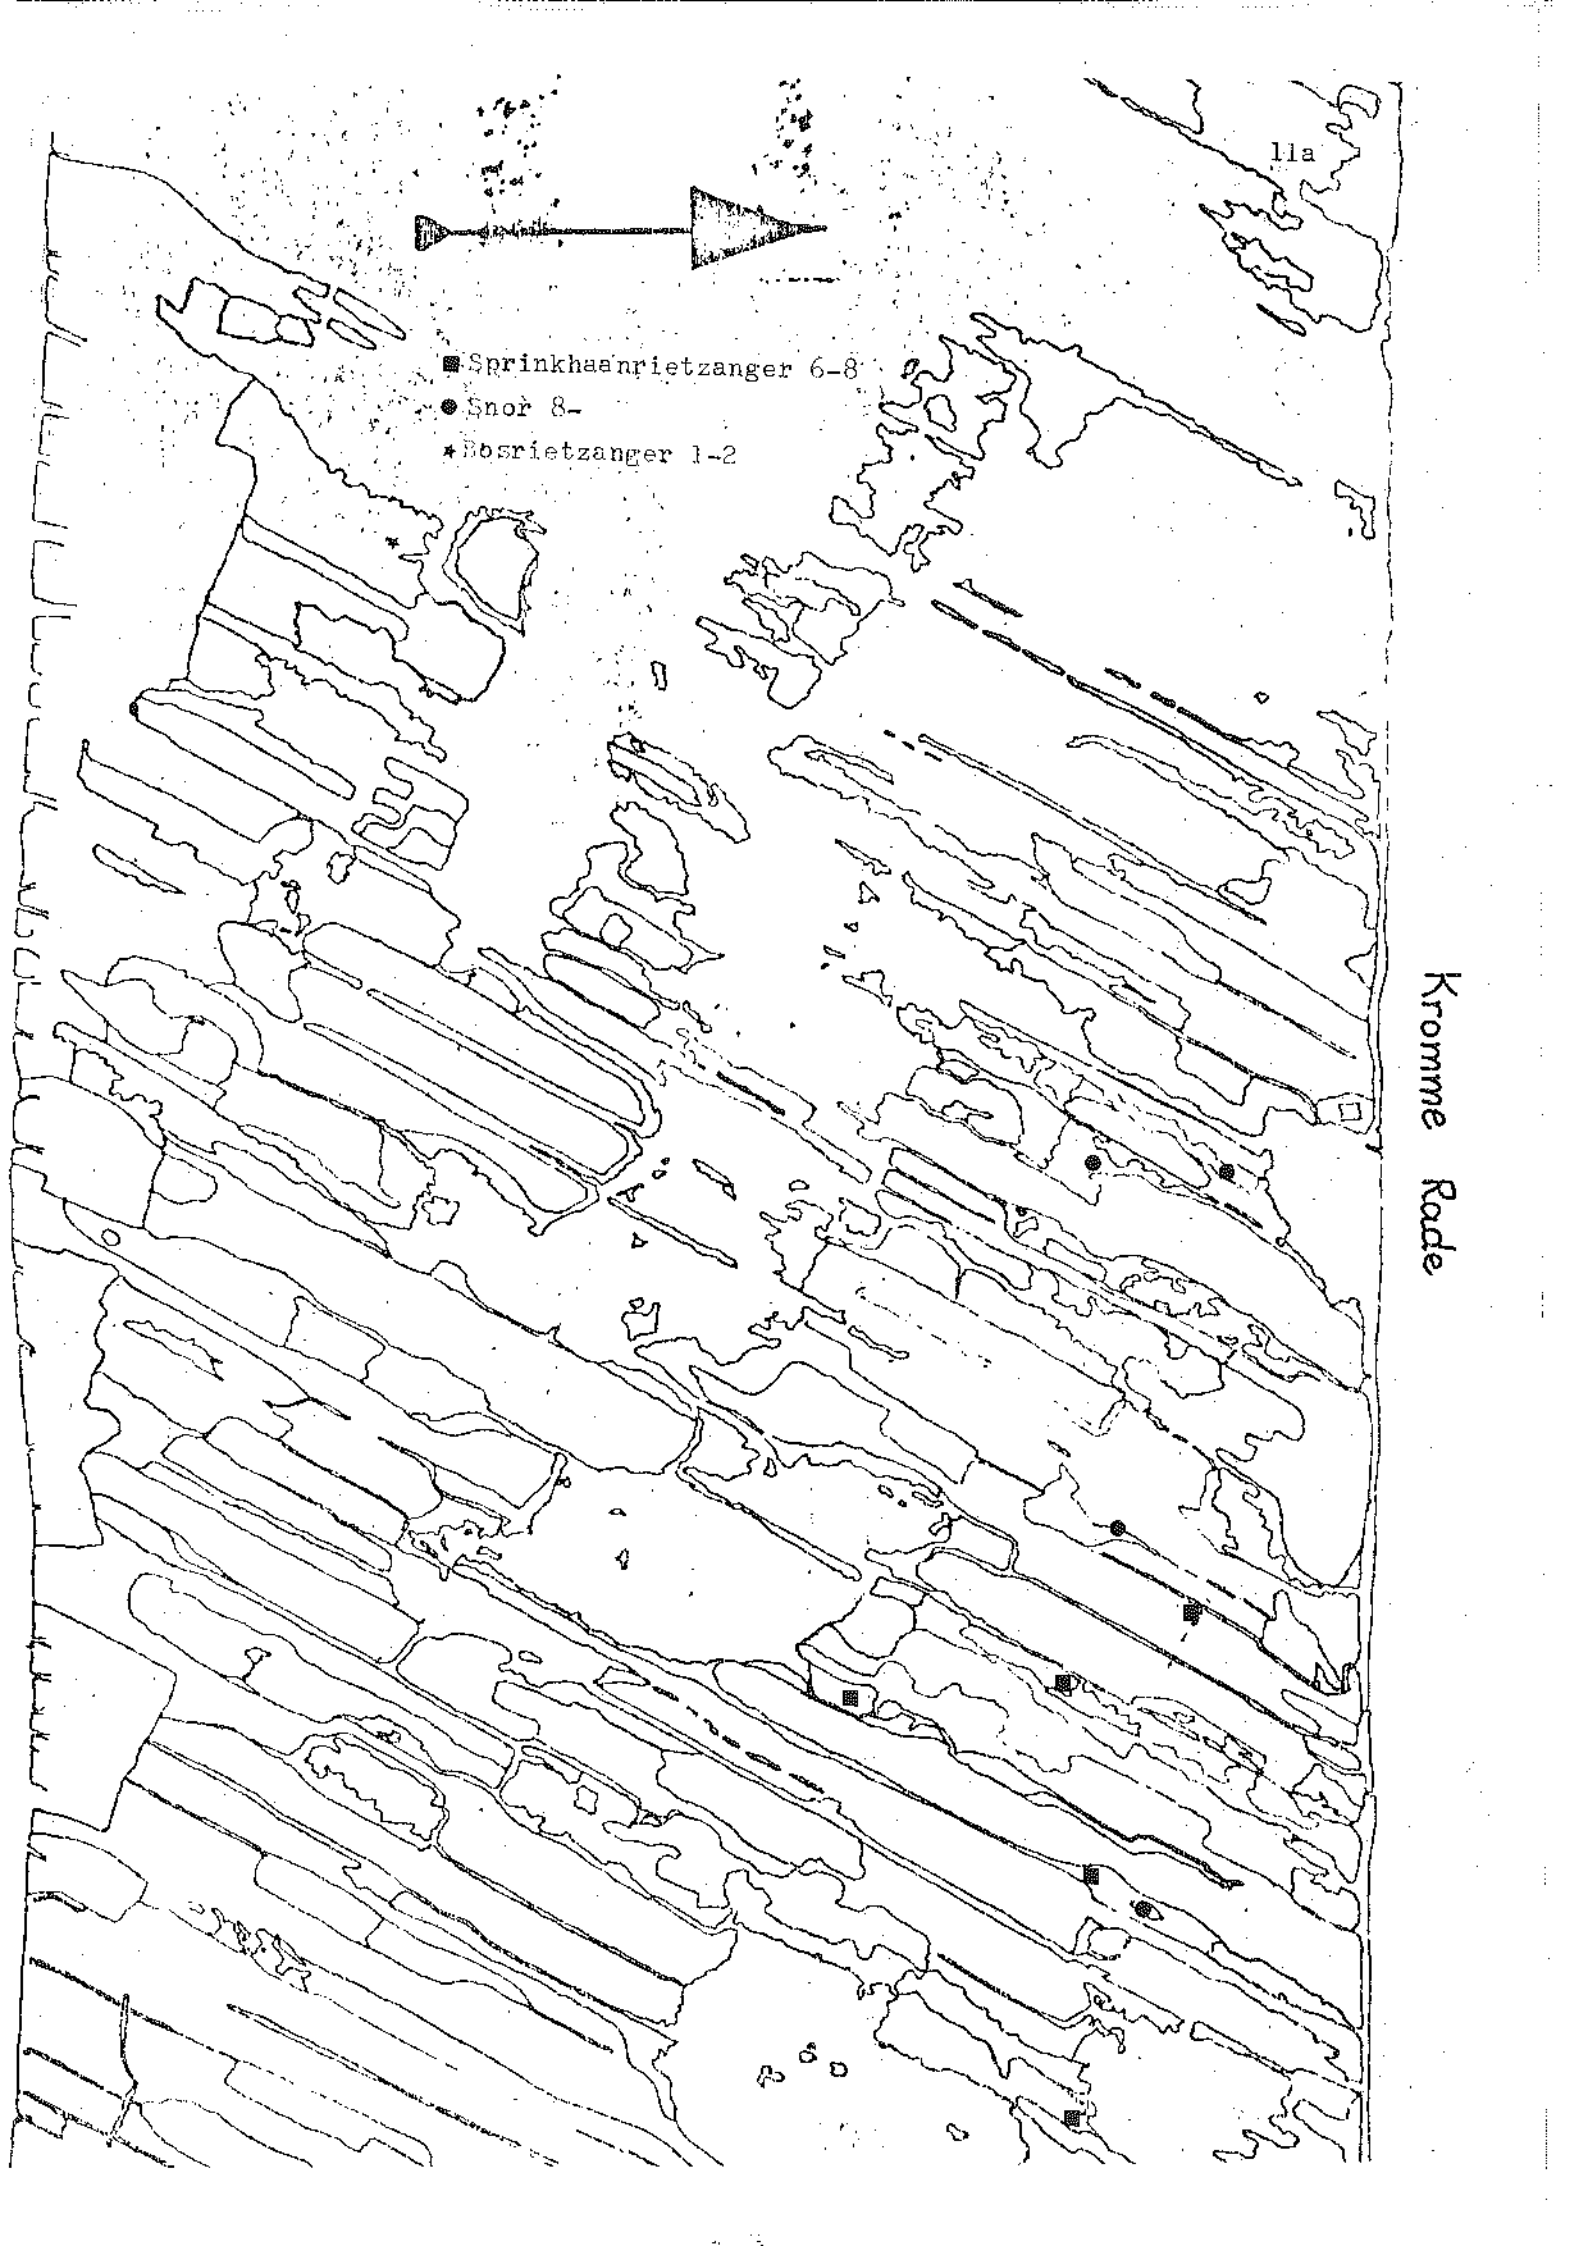 11a
■ Sprinkhaanrietzanger 6-8
● Snor 8-
★ Bosrietzanger 1-2
Kromme Rade